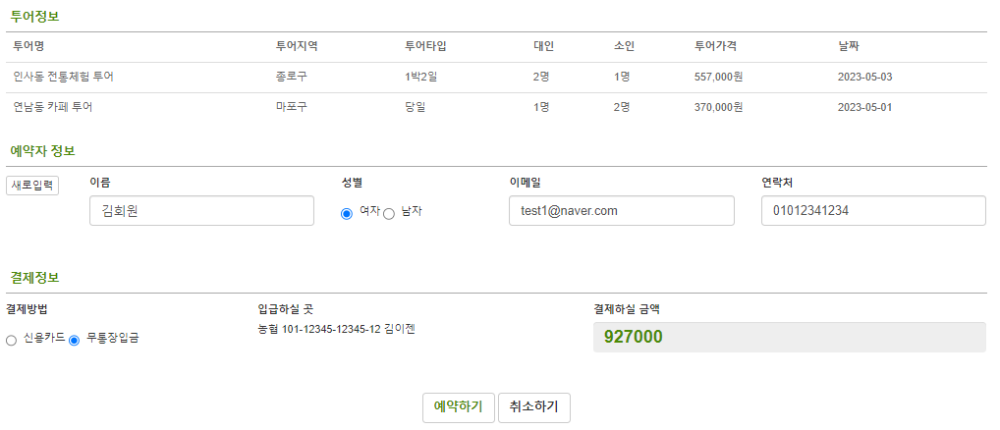 투어정보
투어명 투어지역 투어타입 대인 소인 투어가격 날짜
인사동 전통체험 투어 종로구 1박2일 2명 1명 557,000원 2023-05-03
연남동 카페 투어 마포구 당일 1명 2명 370,000원 2023-05-01
예약자 정보
새로입력 이름 성별 이메일 연락처
김회원 여자 남자 test1@naver.com 01012341234
결제정보
결제방법 입급하실 곳 결제하실 금액
신용카드 무통장입금 농협 101-12345-12345-12 김이젠 927000
예약하기 취소하기